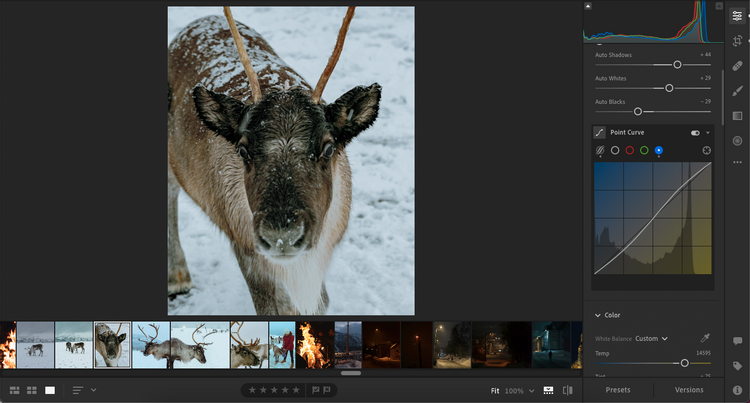 Auto Shadows + 44
Auto Whites + 29
Auto Blacks - 29
Point Curve
Color
White Balance Custom
Temp 14595
Fit 100%
Presets Versions